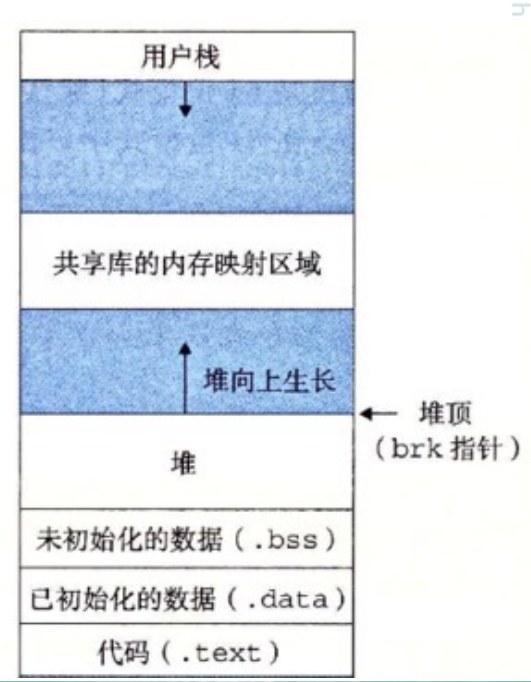 用户栈
共享库的内存映射区域
堆向上生长
堆顶
(brk 指针)
堆
未初始化的数据(.bss)
已初始化的数据(.data)
代码(.text)